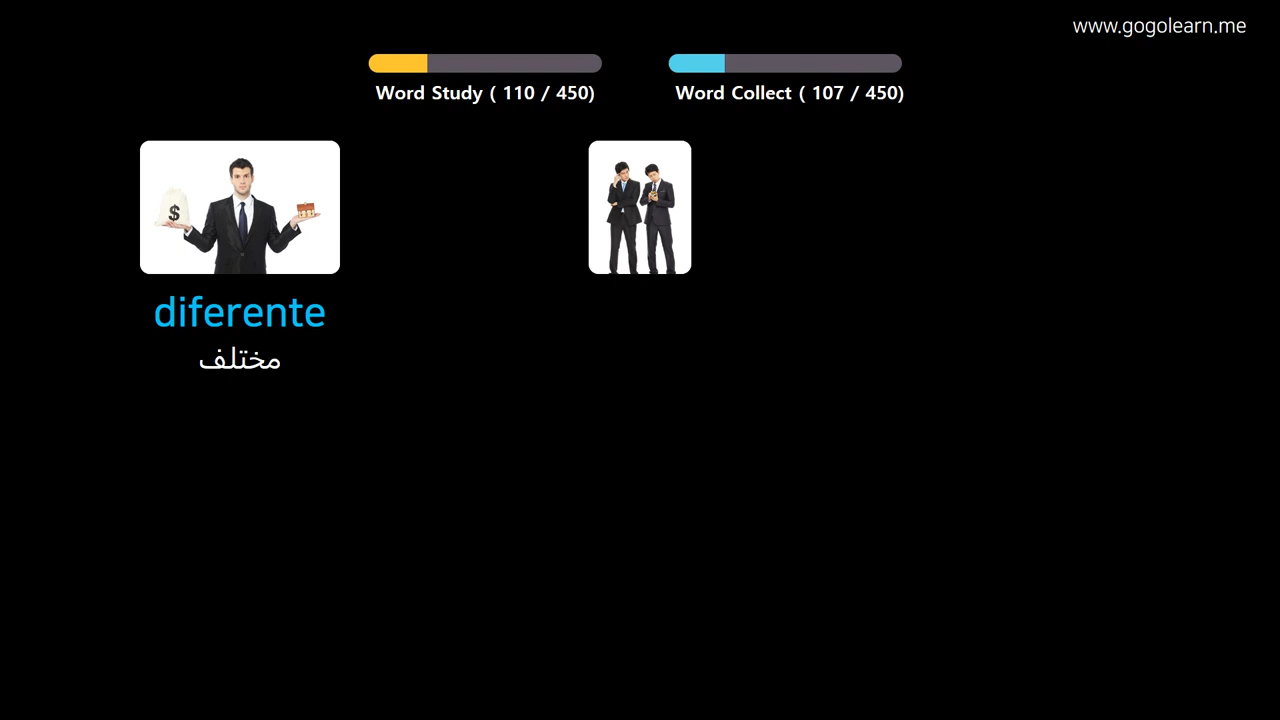 www.gogolearn.me
Word Study ( 110 / 450)
Word Collect ( 107 / 450)
$
diferente
مختلف